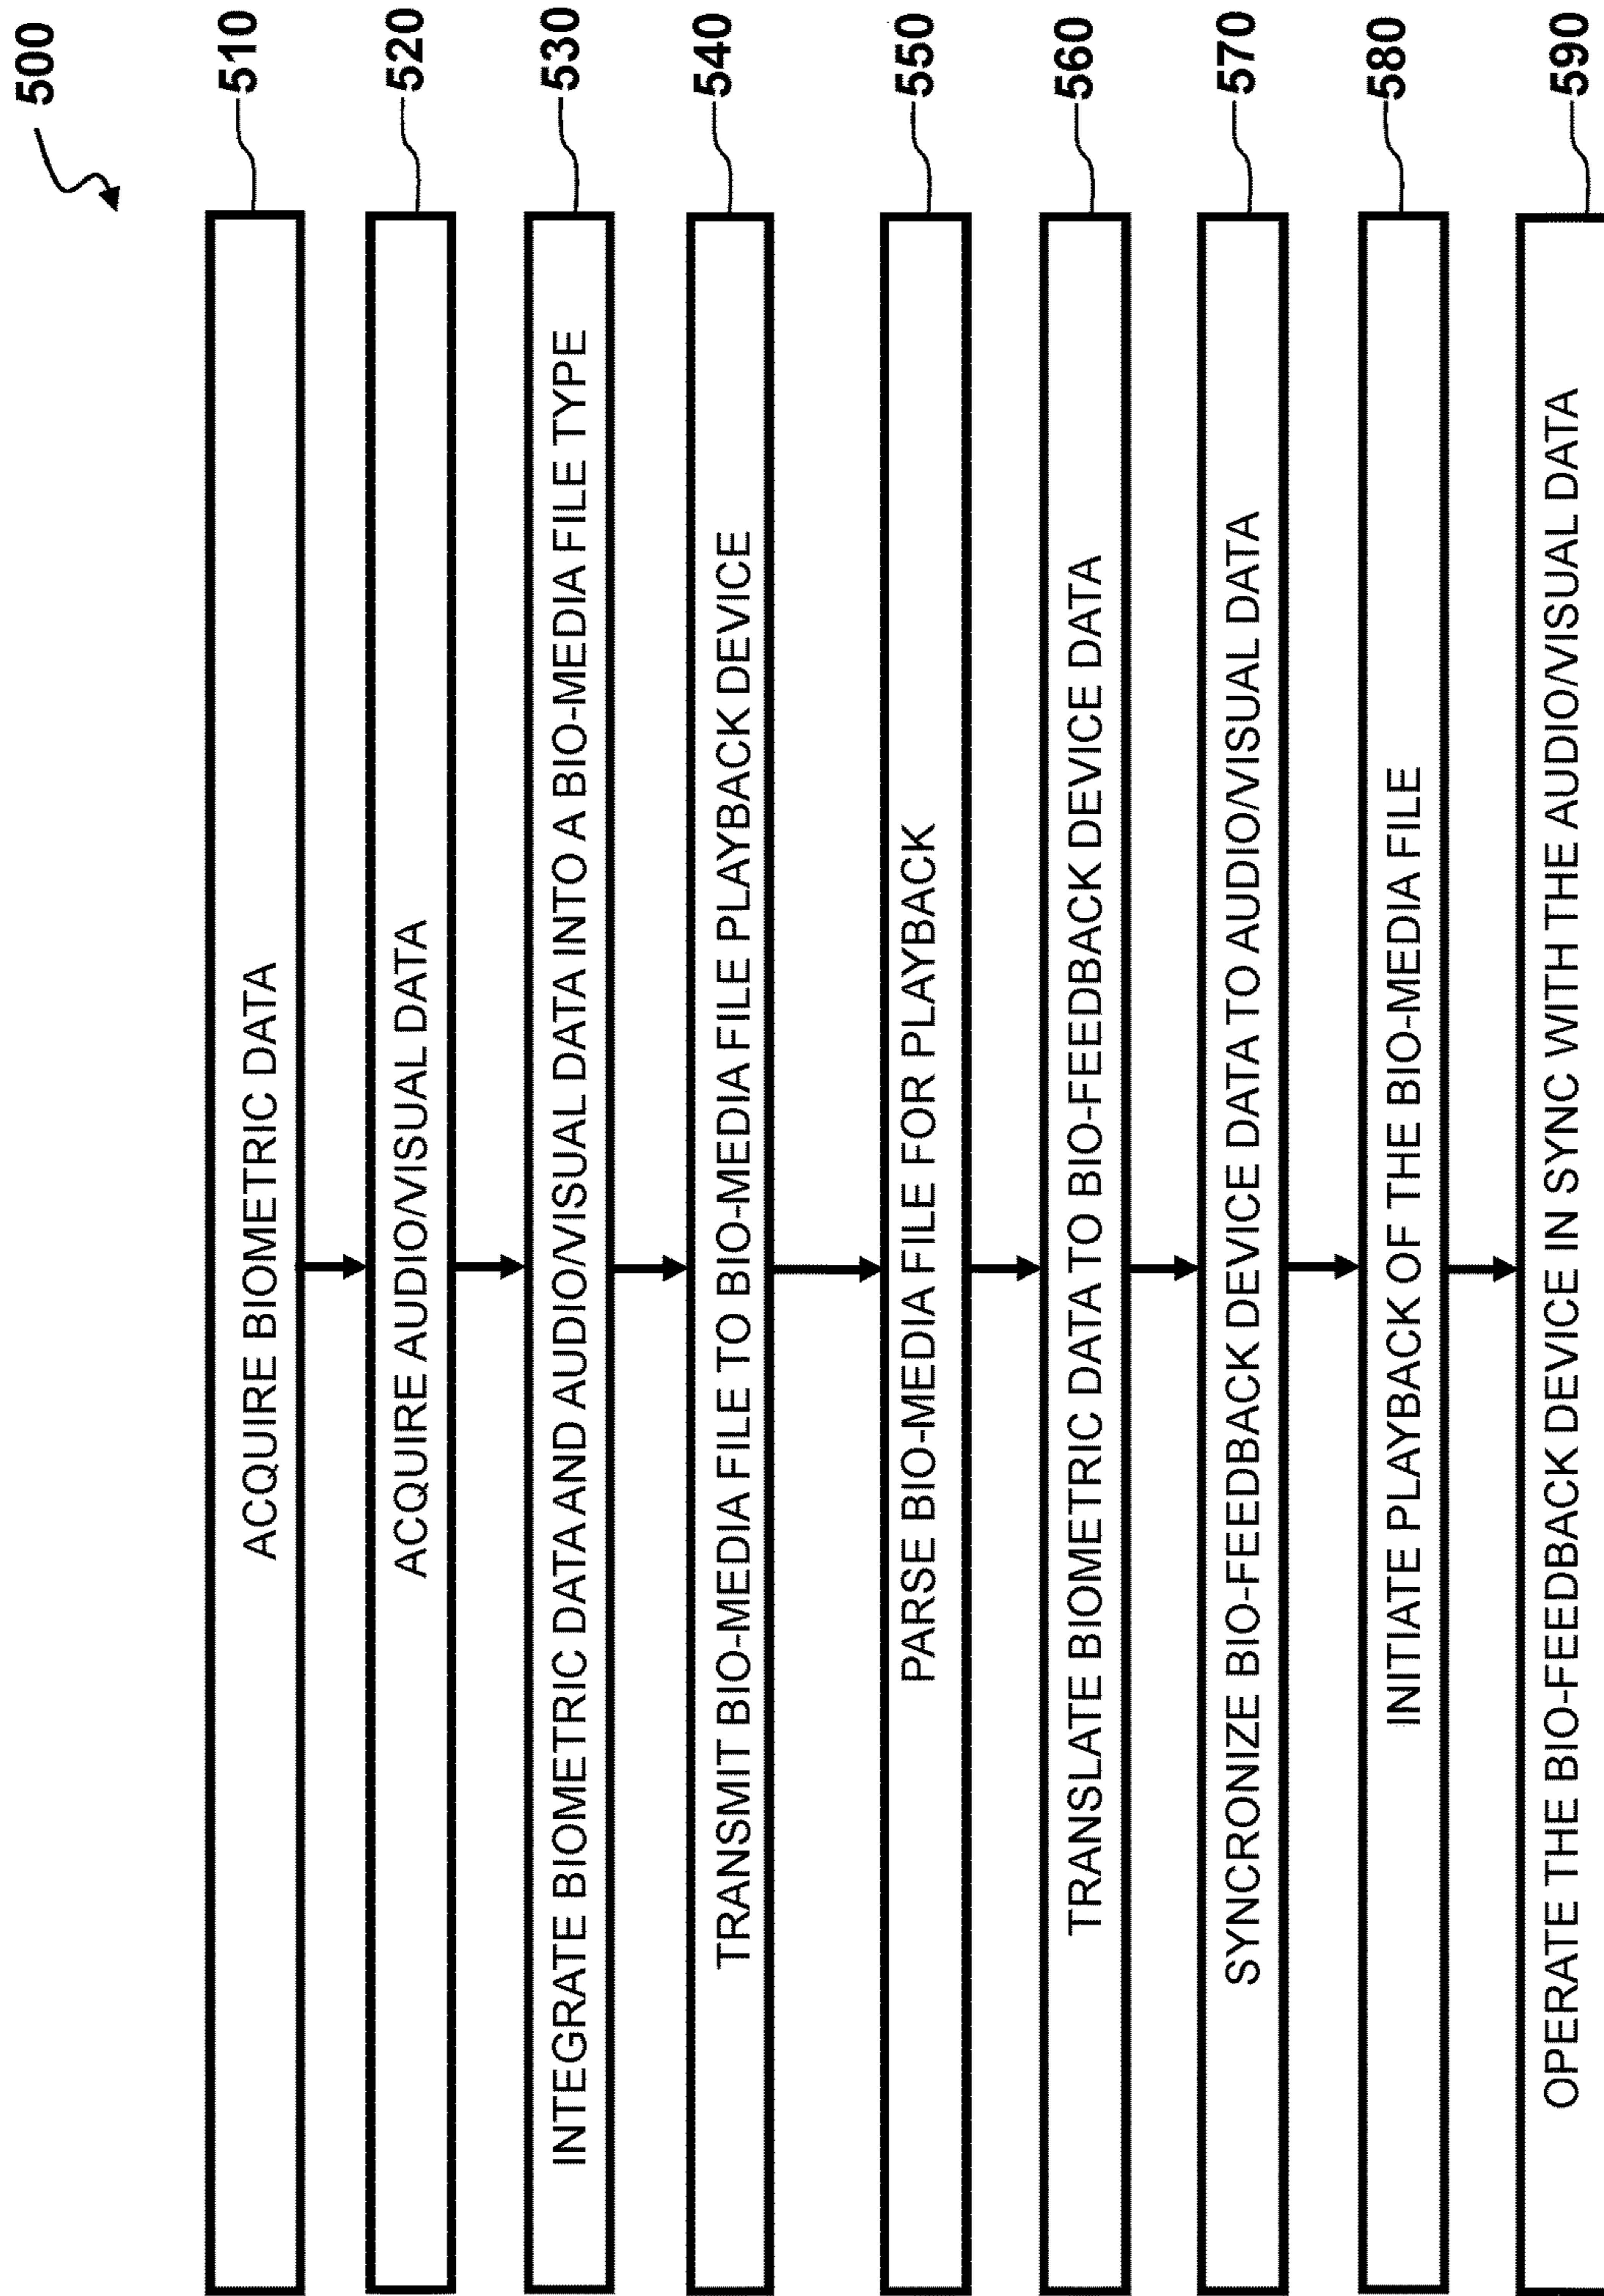 500
ACQUIRE BIOMETRIC DATA 510
ACQUIRE AUDIO/VISUAL DATA 520
INTEGRATE BIOMETRIC DATA AND AUDIO/VISUAL DATA INTO A BIO-MEDIA FILE TYPE 530
TRANSMIT BIO-MEDIA FILE TO BIO-MEDIA FILE PLAYBACK DEVICE 540
PARSE BIO-MEDIA FILE FOR PLAYBACK 550
TRANSLATE BIOMETRIC DATA TO BIO-FEEDBACK DEVICE DATA 560
SYNCRONIZE BIO-FEEDBACK DEVICE DATA TO AUDIO/VISUAL DATA 570
INITIATE PLAYBACK OF THE BIO-MEDIA FILE 580
OPERATE THE BIO-FEEDBACK DEVICE IN SYNC WITH THE AUDIO/VISUAL DATA 590